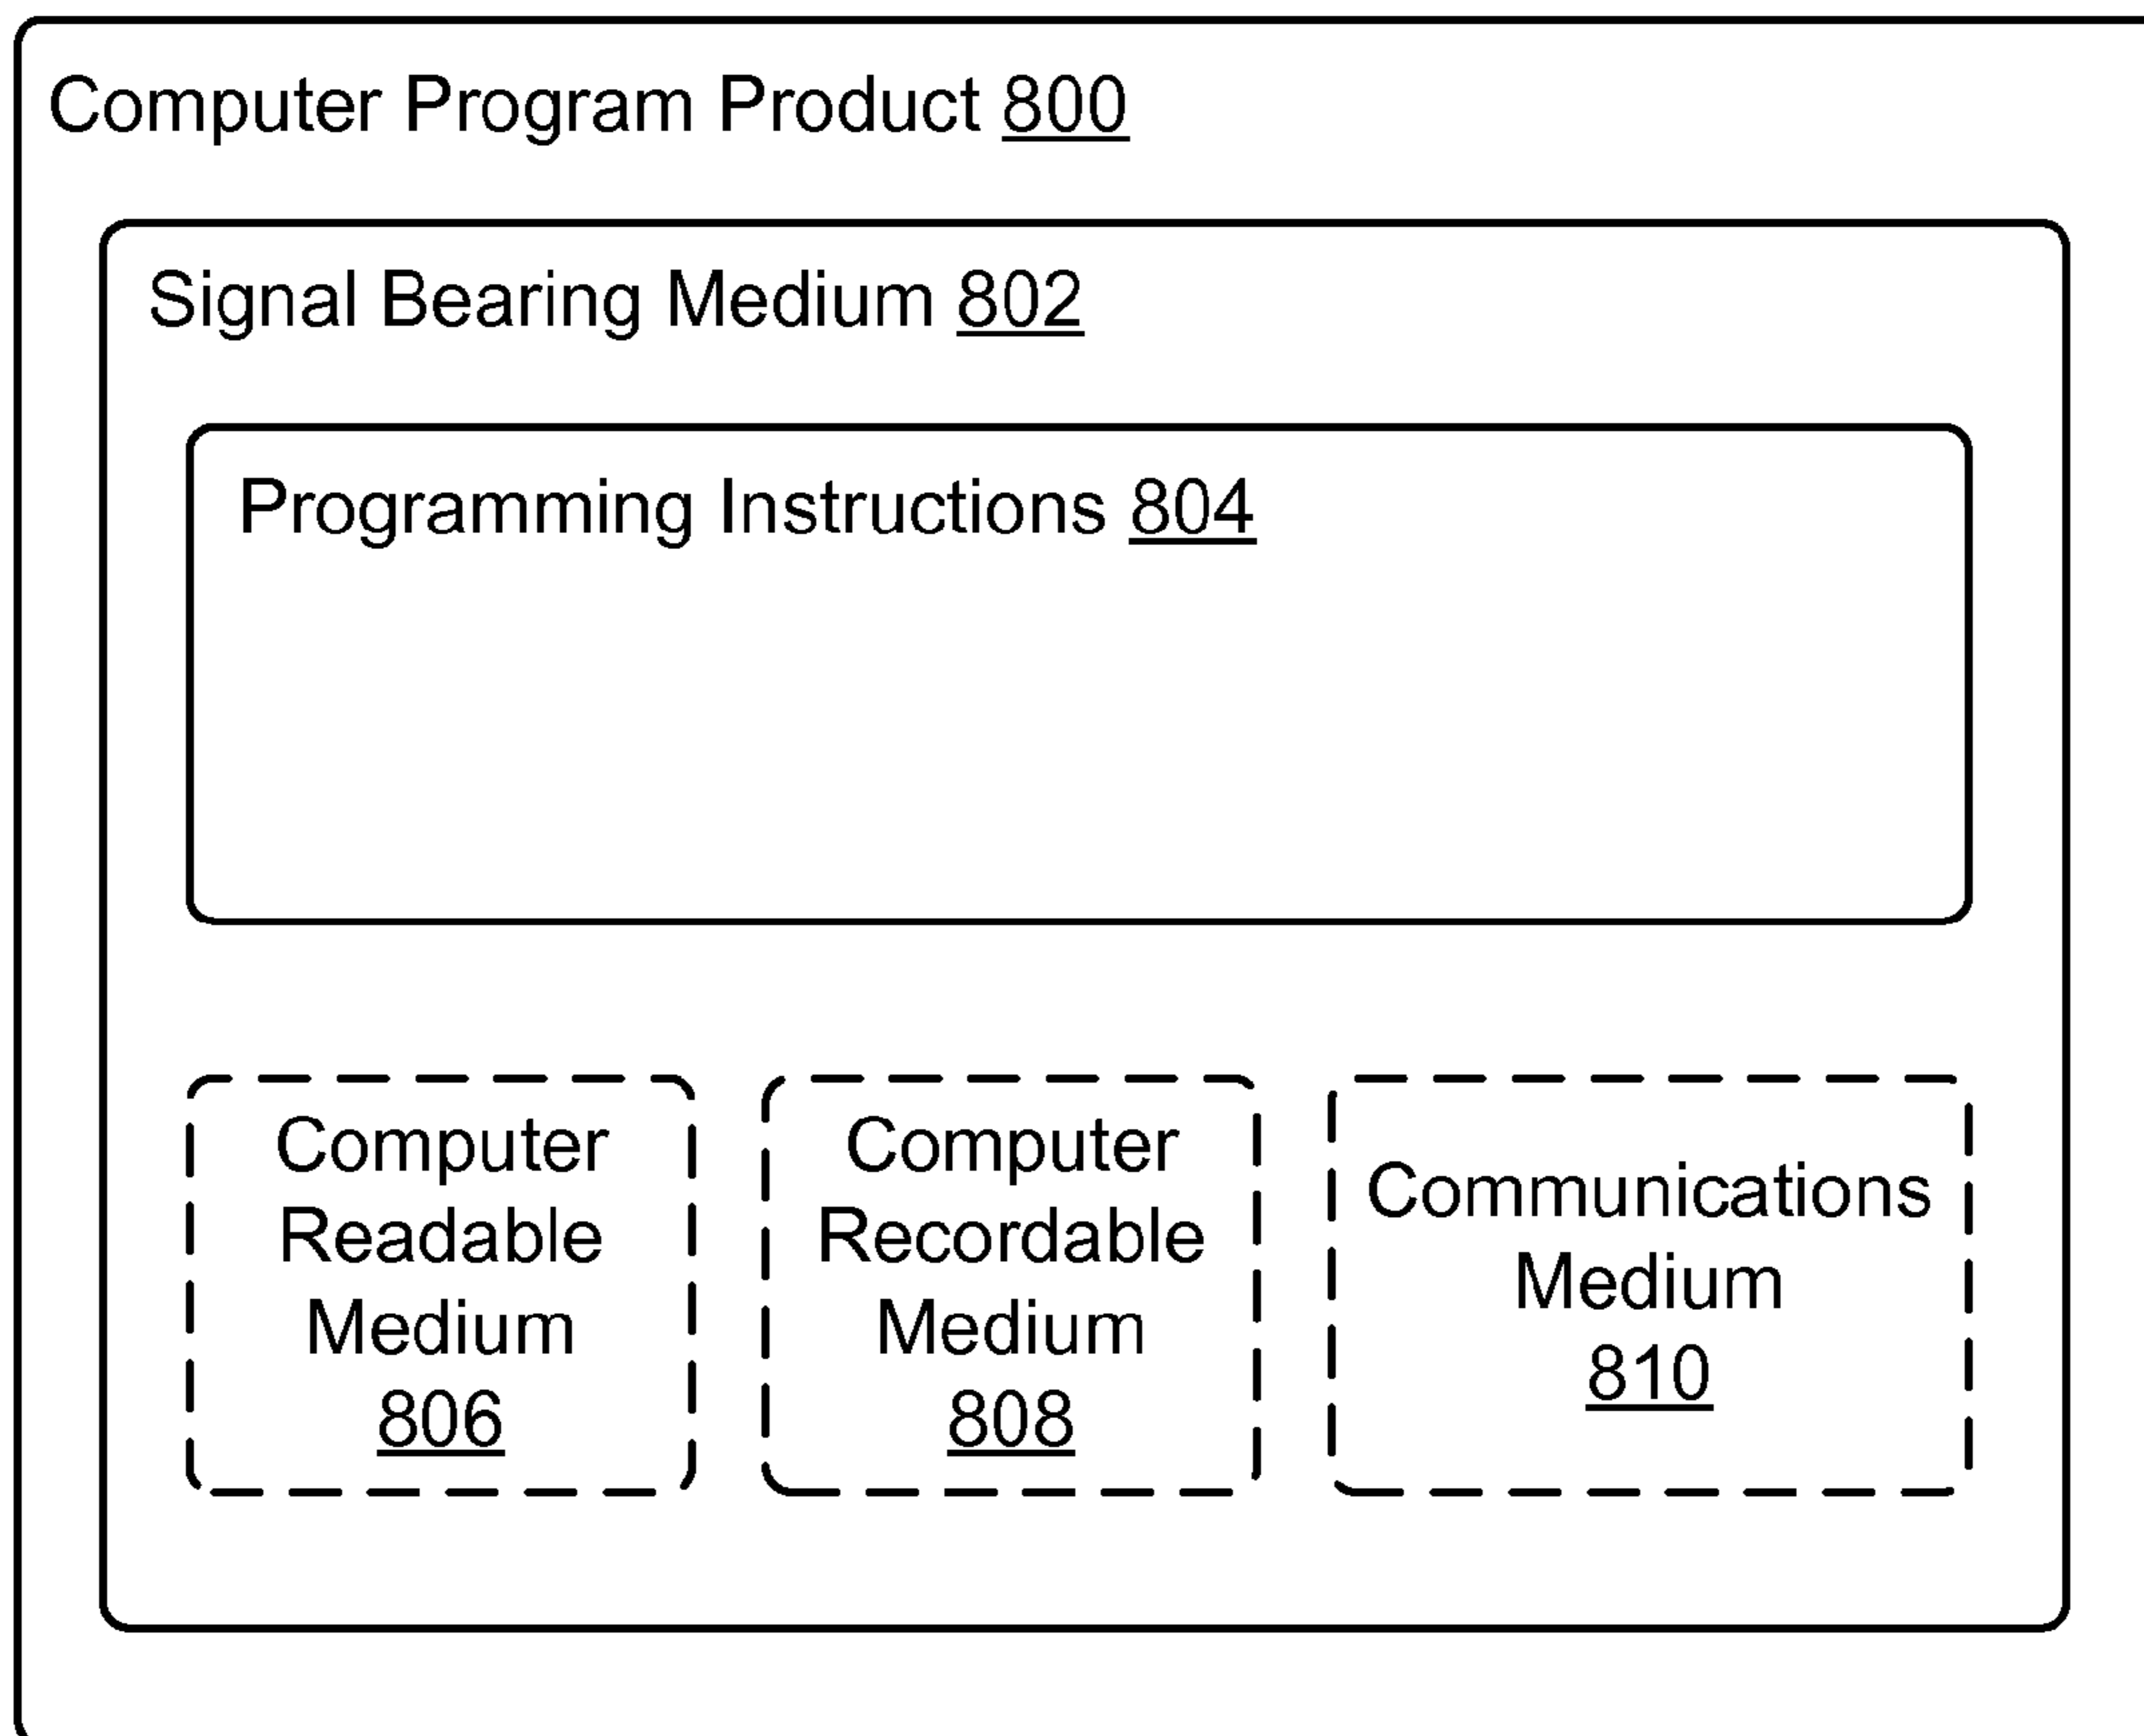 Computer Program Product 800
Signal Bearing Medium 802
Programming Instructions 804
Computer
Readable
Medium
806
Computer
Recordable
Medium
808
Communications
Medium
810